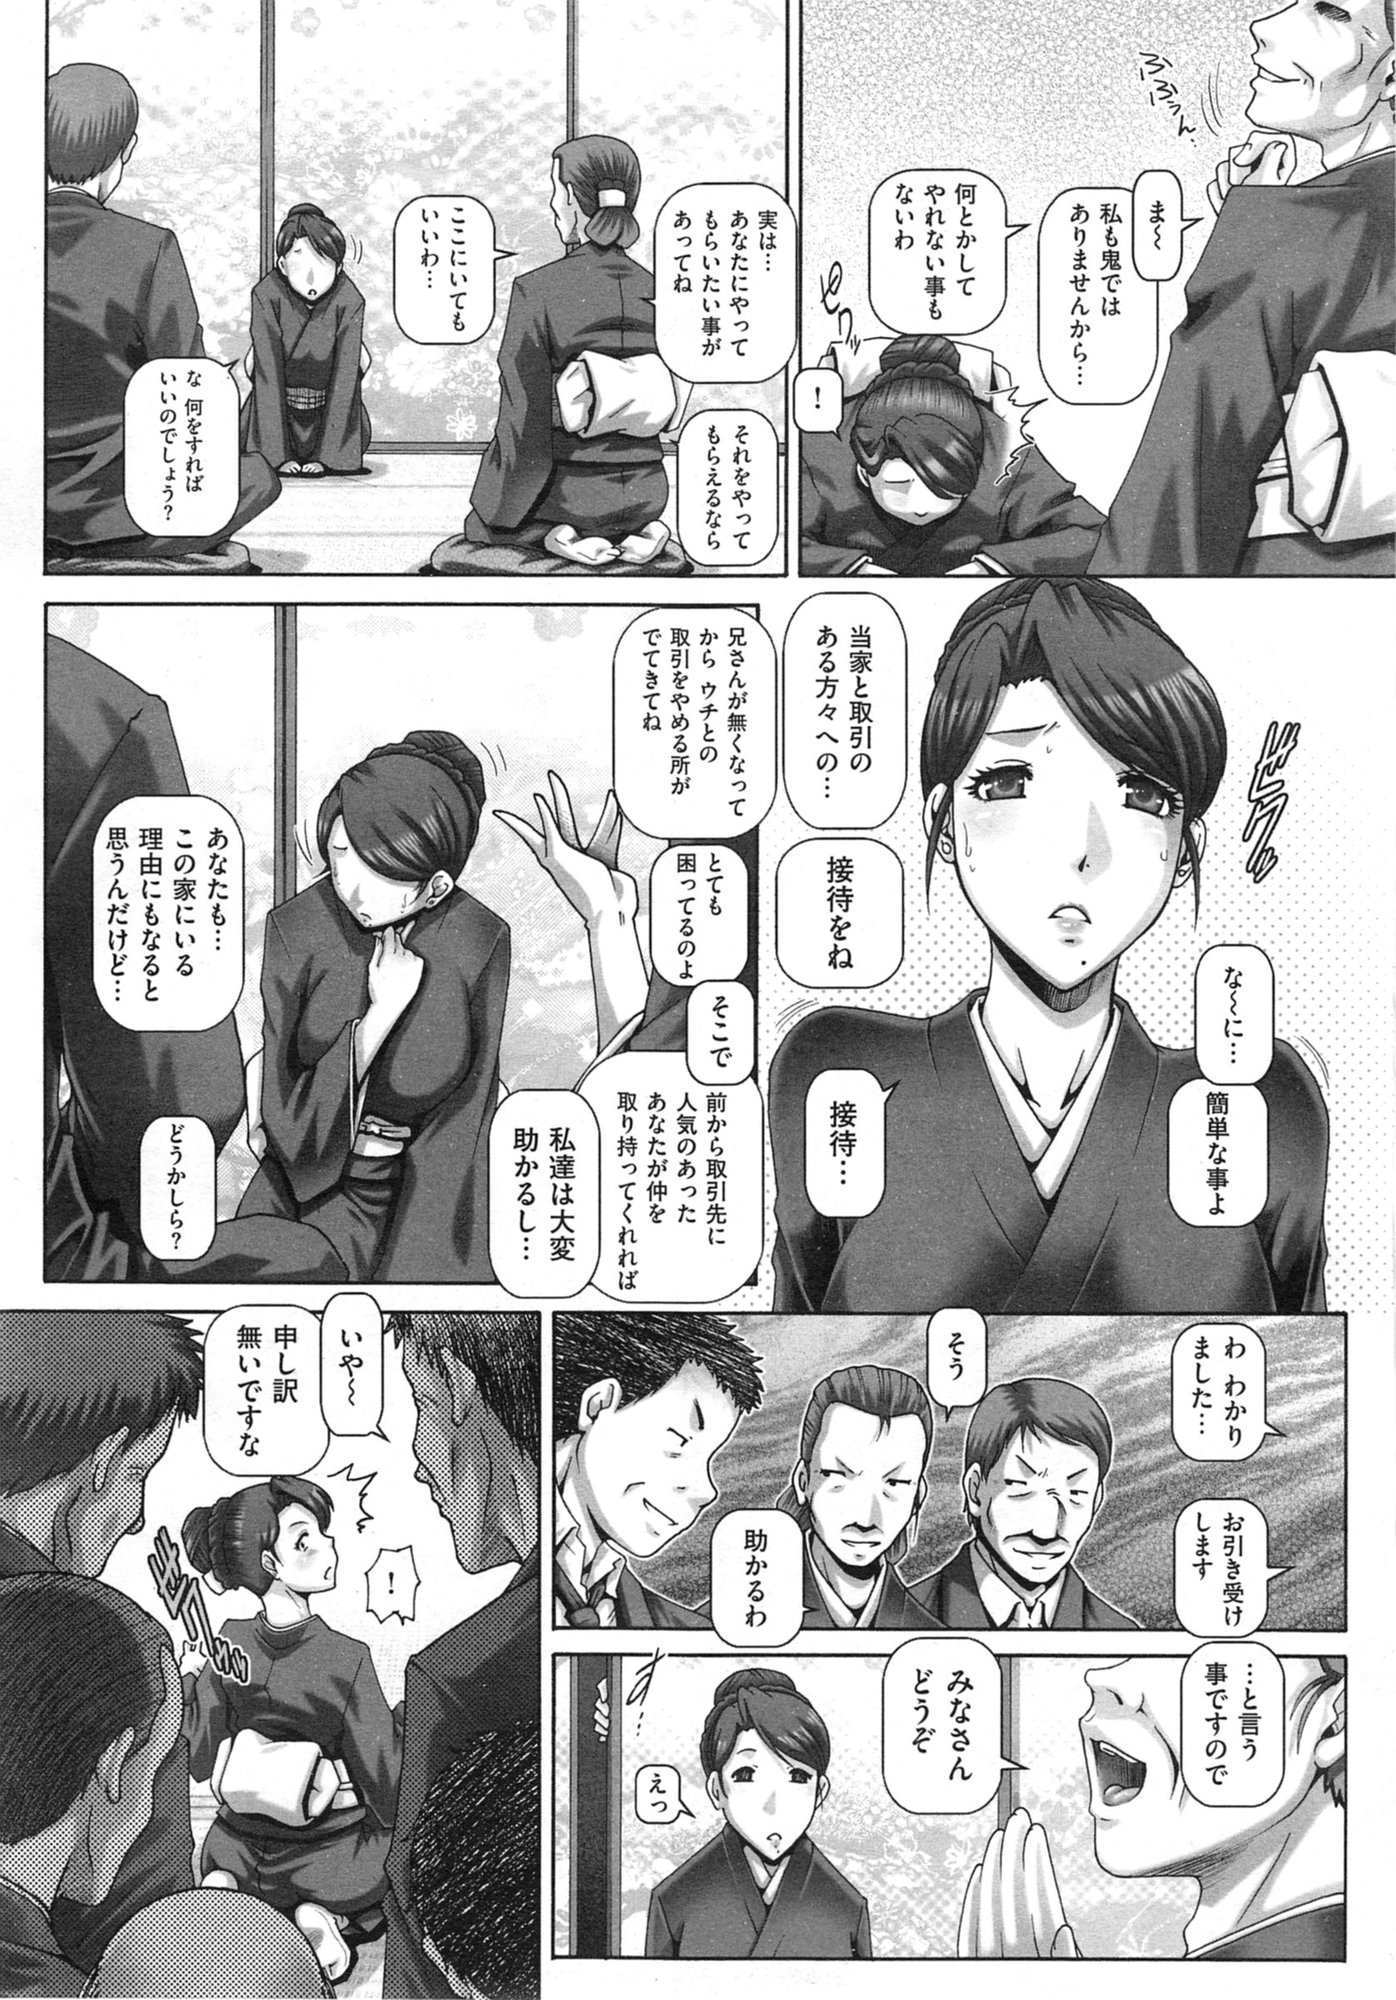 ふふぅん
ま〜
私も鬼では
ありませんから…
何とかして
やれない事も
ないわ
！
ピクッ
実は…
あなたにやって
もらいたい事が
あってね
それをやって
もらえるなら
ここにいても
いいわ…
な 何をすれば
いいのでしょう？
ビクッ
な〜に…
簡単な事よ
当家と取引の
ある方々への…
接待をね
接待…
兄さんが無くなって
から ウチとの
取引をやめる所が
でてきてね
とても
困ってるのよ
そこで
前から取引先に
人気のあった
あなたが仲を
取り持ってくれれば
私達は大変
助かるし…
あなたも…
この家にいる
理由にもなると
思うんだけど…
どうかしら？
わ わかり
ました…
お引き受け
します
そう
助かるわ
…と言う
事ですので
みなさん
どうぞ
す…
えっ
いや〜
申し訳
無いですな
！